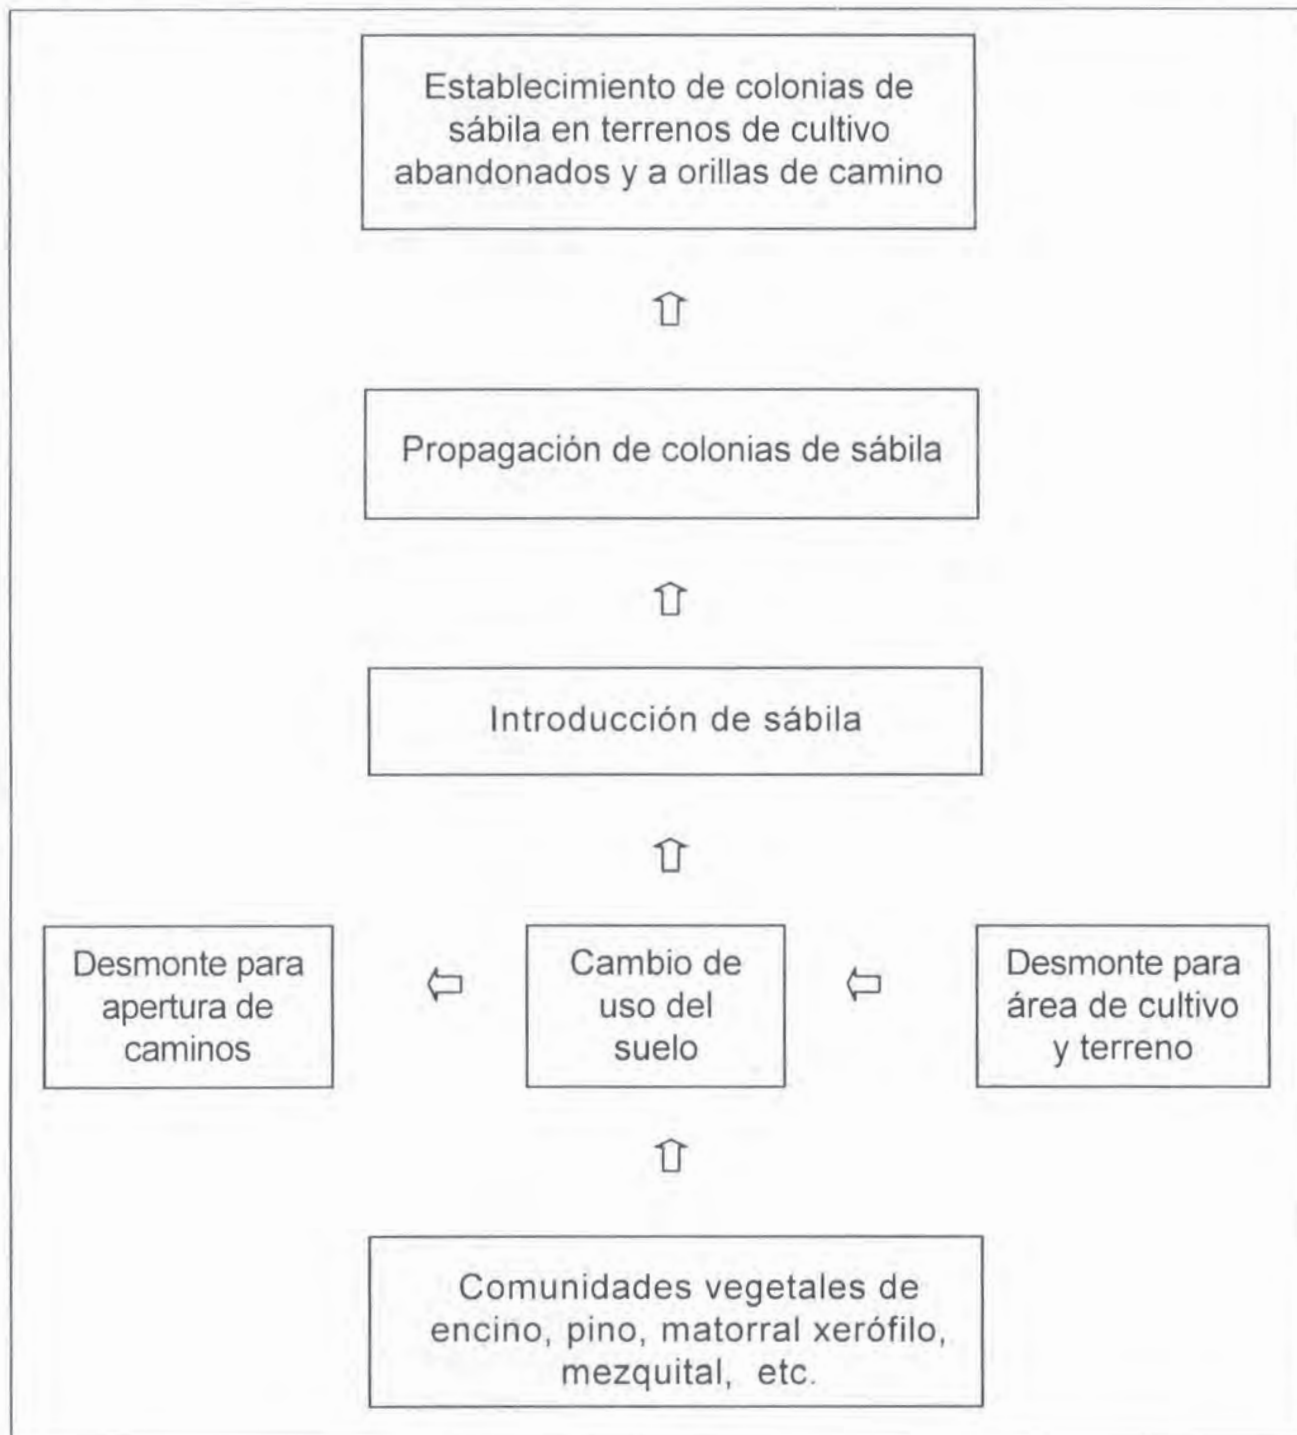 Establecimiento de colonias de
sábila en terrenos de cultivo
abandonados y a orillas de camino
Propagación de colonias de sábila
Introducción de sábila
Desmonte para
apertura de
caminos
Cambio de
uso del
suelo
Desmonte para
área de cultivo
y terreno
Comunidades vegetales de
encino, pino, matorral xerófilo,
mezquital, etc.